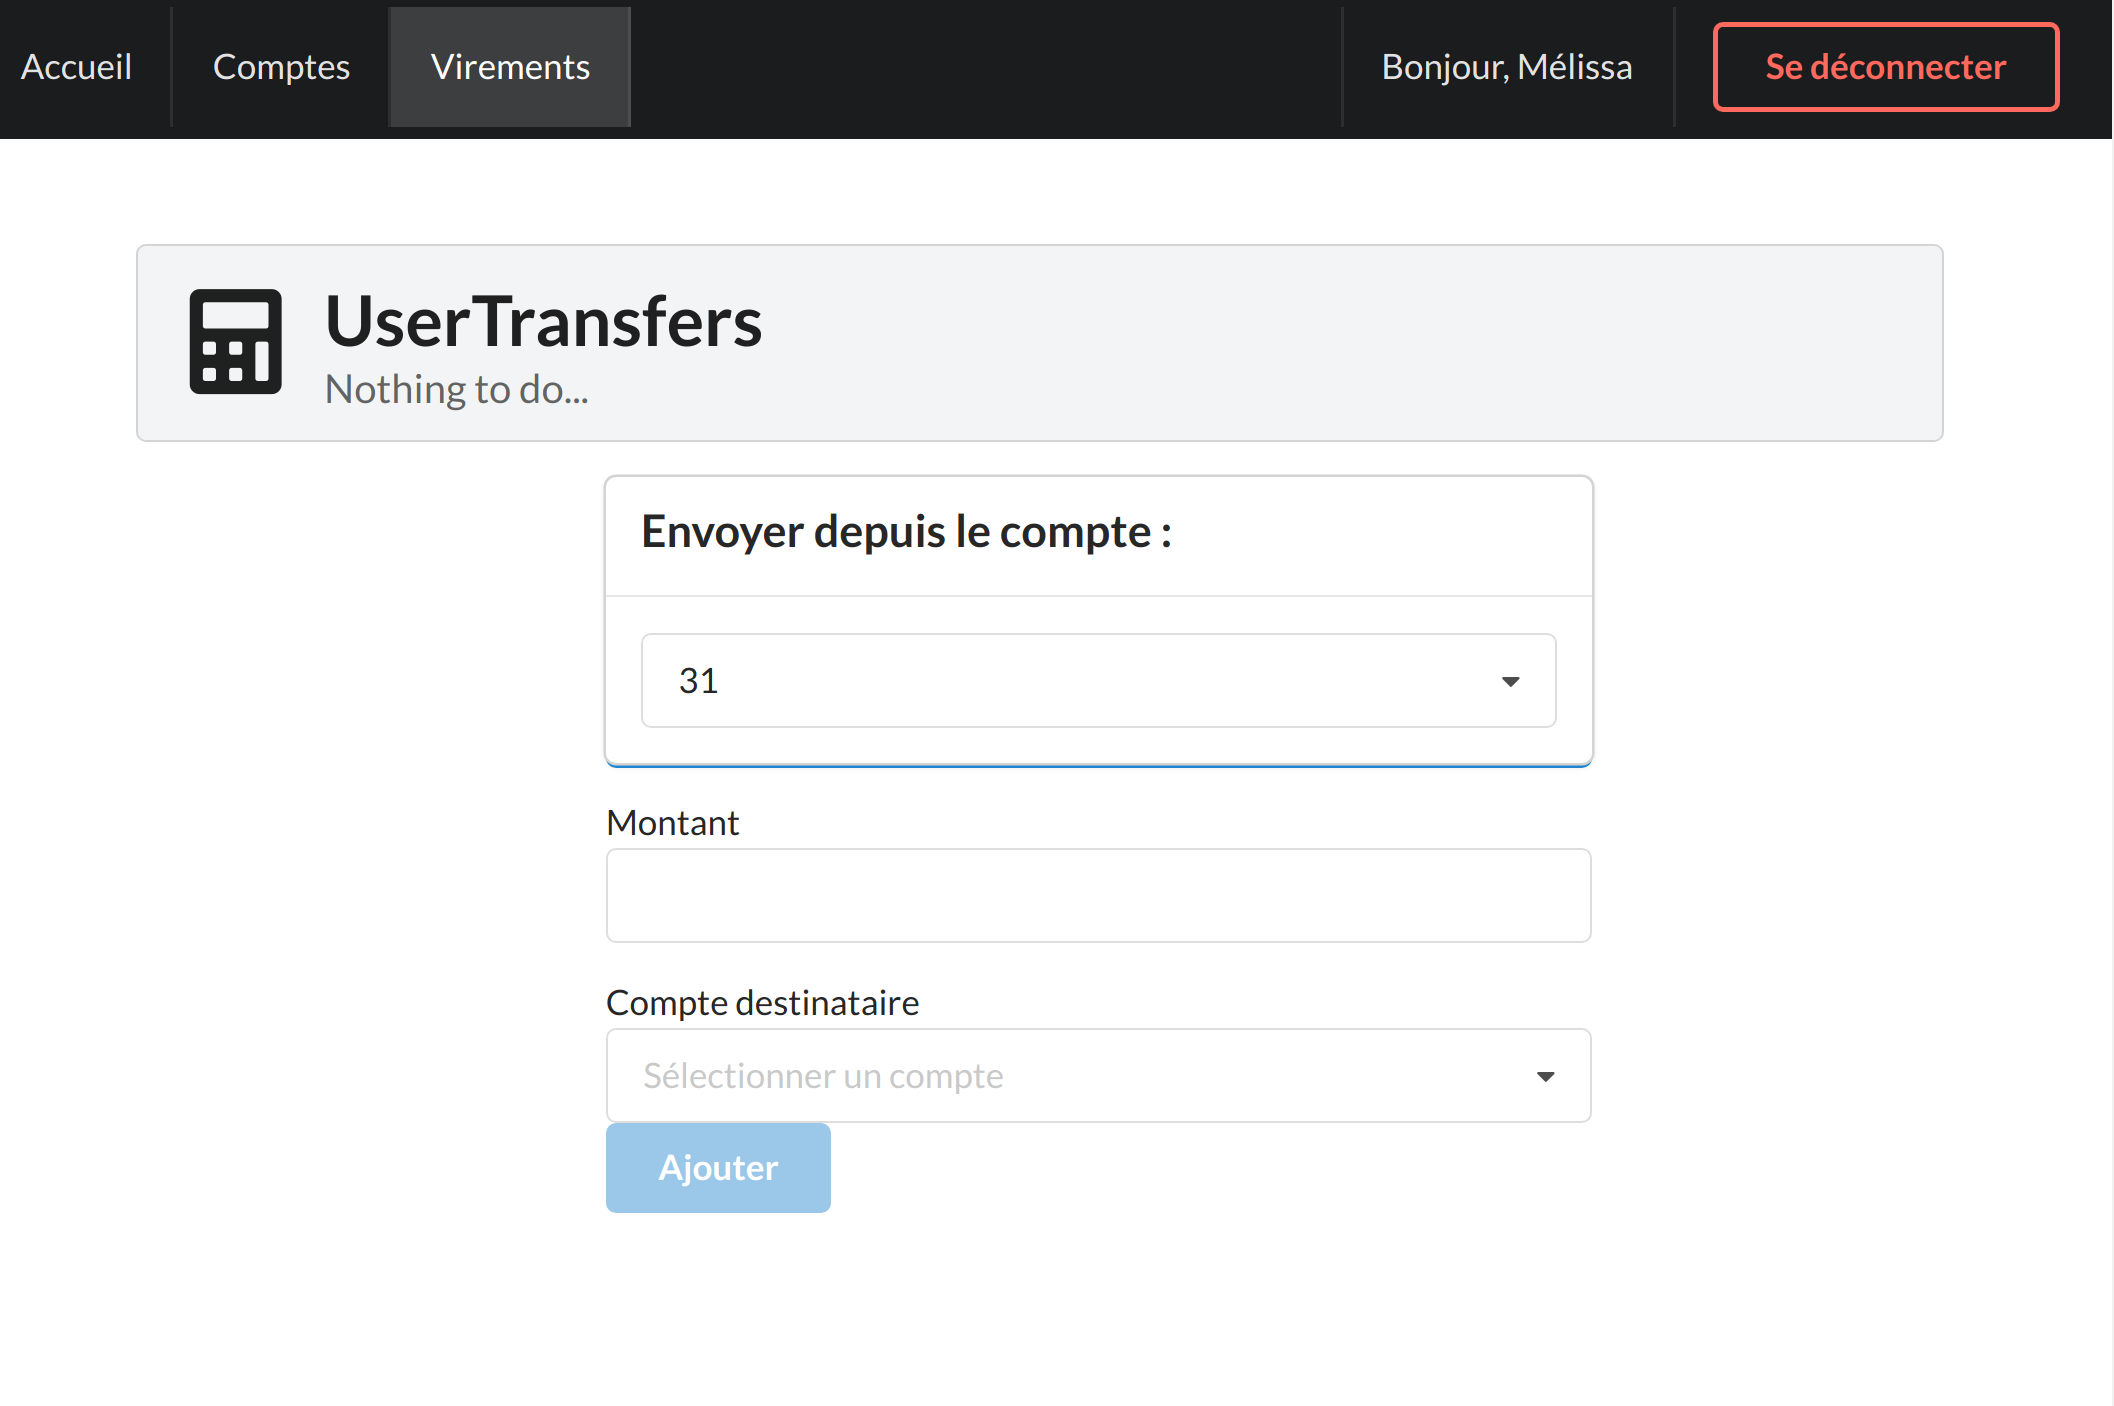 Accueil Comptes Virements Bonjour, Mélissa Se déconnecter
UserTransfers
Nothing to do...
Envoyer depuis le compte :
31
Montant
Compte destinataire
Sélectionner un compte
Ajouter